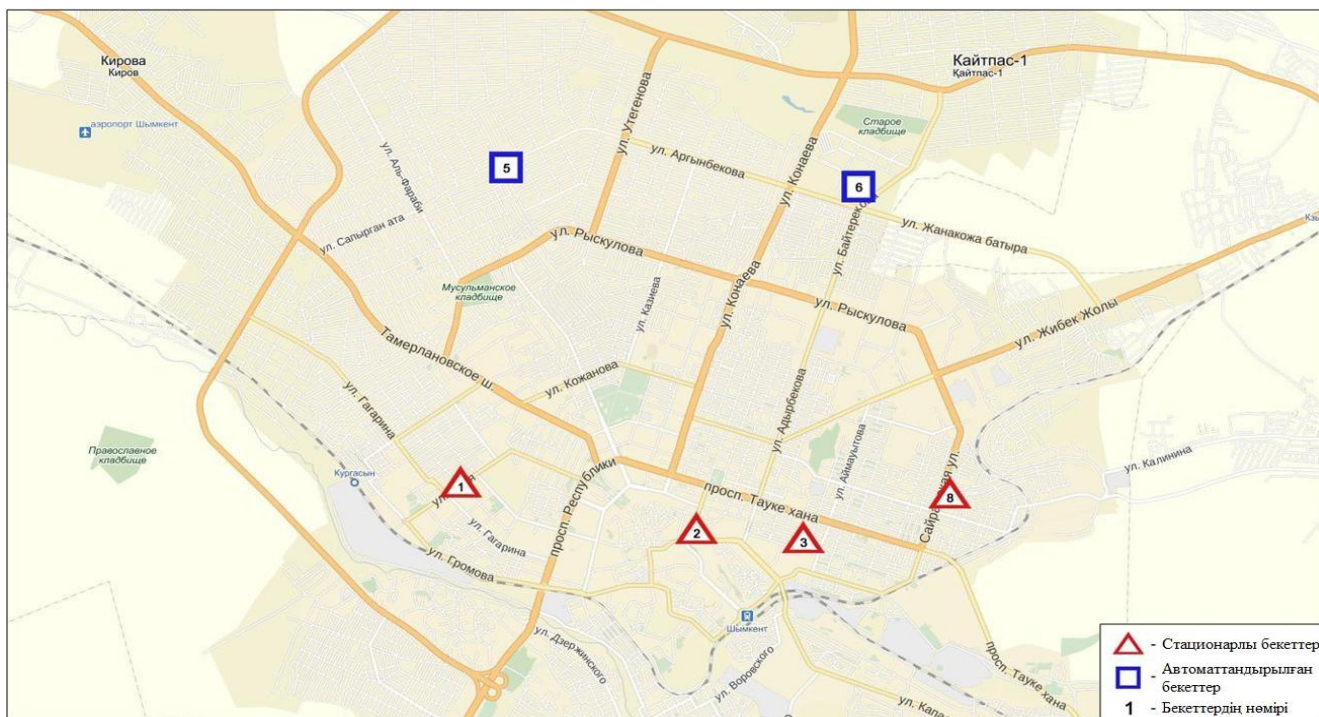 Кирова
Киров
Кайтпас-1
Қайтпас-1
аэропорт Шымкент
Старое
кладбище
ул. Утегенова
ул. Конаева
ул. Аль-Фараби
ул. Аргынбекова
5
6
ул. Байтереко
ул. Жанакожа батыра
ул. Сапырган ата
ул. Рыскулова
Мусульманское
кладбище
ул. Казиева
ул. Конаева
ул. Рыскулова
ул. Жибек Жолы
Тамерлановское ш.
ул. Кожанова
ул. Гагарина
ул. Адырбекова
ул. Аймаутова
Православное
кладбище
Кургасын
просп. Республики
просп. Тауке хана
ул. Калинина
1
8
2
3
ул. Гагарина
ул. Громова
Шымкент
ул. Дзержинского
ул. Воровского
просп. Тауке хана
- Стационарлы бекеттер
- Автоматтандырылған
бекеттер
1 - Бекеттердің нөмірі